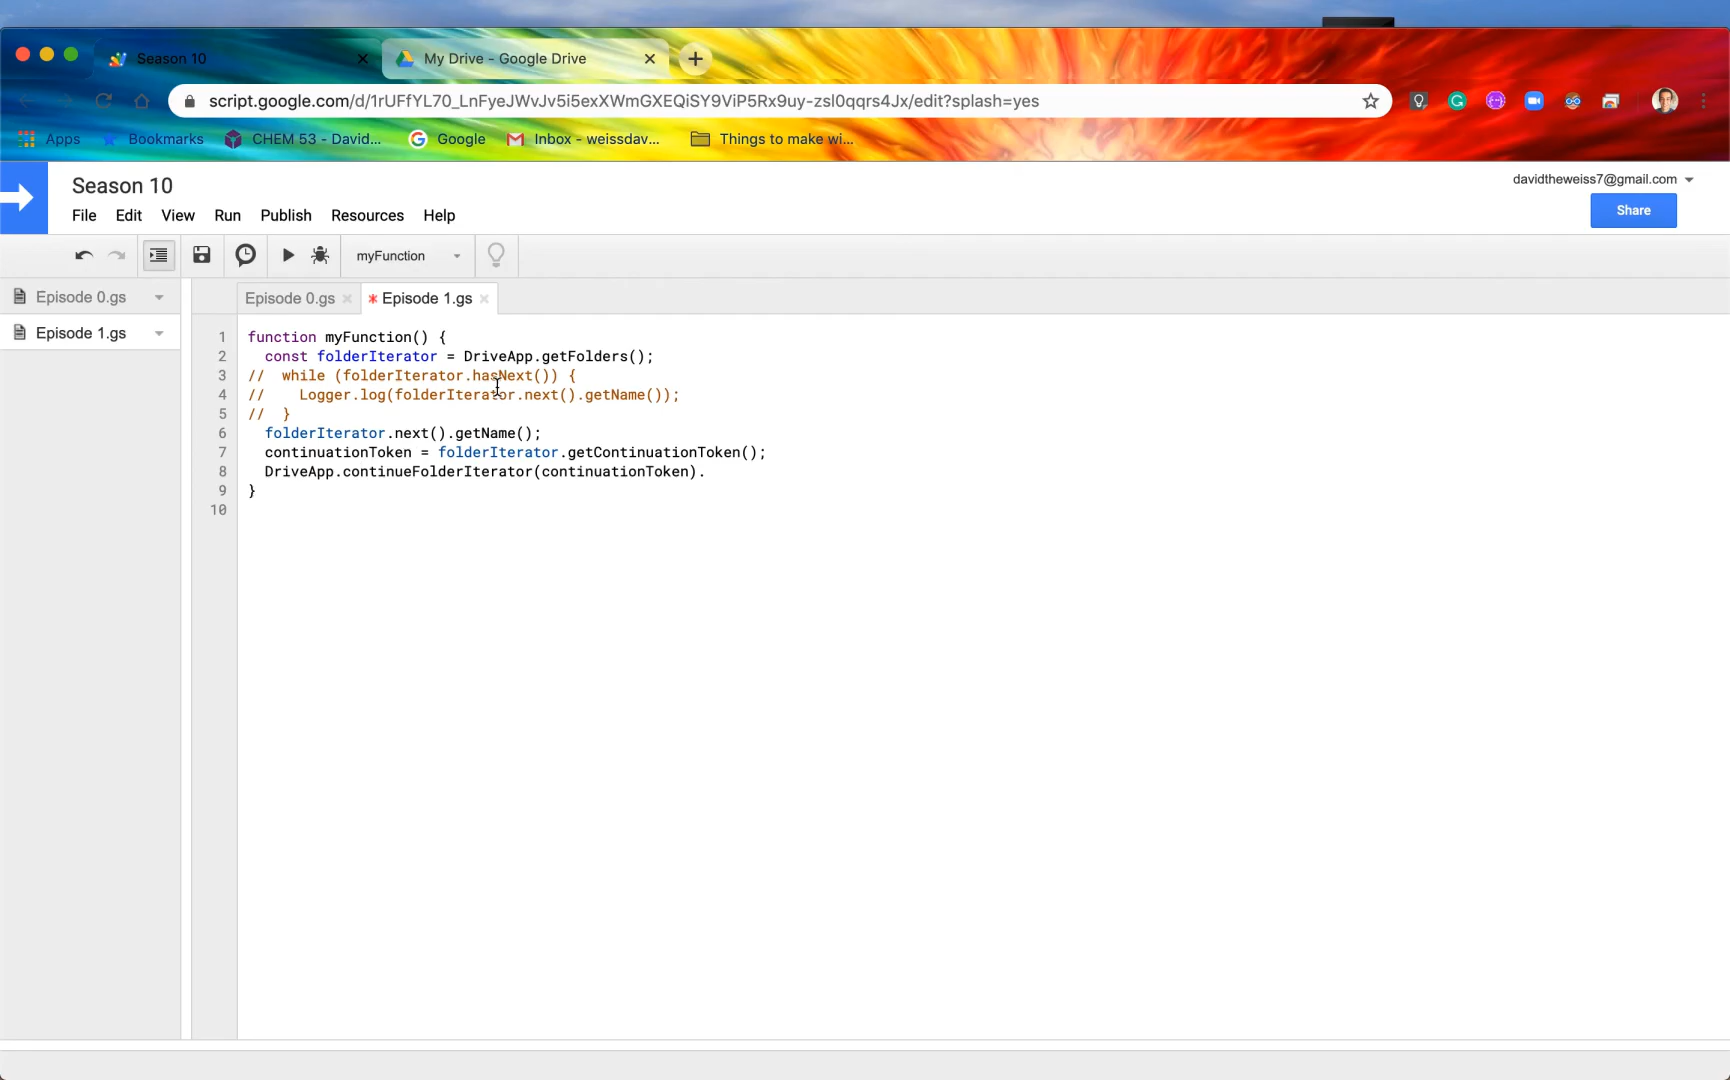 Season 10
My Drive - Google Drive
script.google.com/d/1rUFfYL70_LnFyeJWvJv5i5exXWmGXEQiSY9ViP5Rx9uy-zsl0qqrs4Jx/edit?splash=yes
Apps Bookmarks CHEM 53 - David... Google Inbox - weissdav... Things to make wi...
Season 10
davidtheweiss7@gmail.com
File Edit View Run Publish Resources Help
Share
myFunction
Episode 0.gs
Episode 1.gs
Episode 0.gs * Episode 1.gs
1 function myFunction() {
2 const folderIterator = DriveApp.getFolders();
3 // while (folderIterator.hasNext()) {
4 // Logger.log(folderIterator.next().getName());
5 // }
6 folderIterator.next().getName();
7 continuationToken = folderIterator.getContinuationToken();
8 DriveApp.continueFolderIterator(continuationToken).
9 }
10